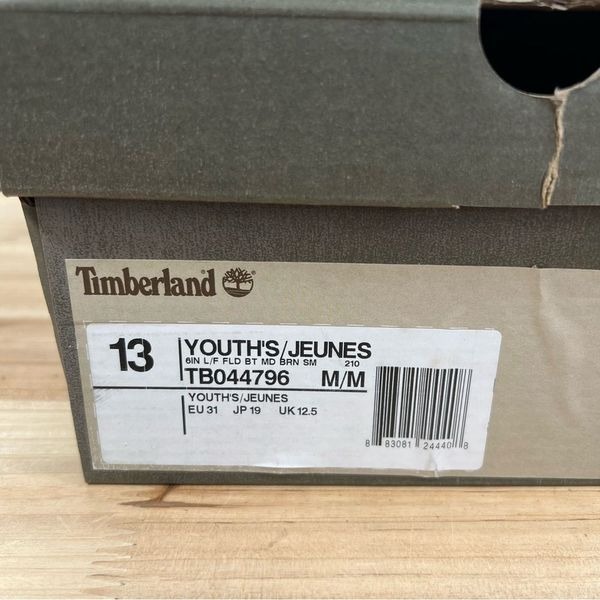 Timberland
13
YOUTH'S/JEUNES
6IN L/F FLD BT MD BRN SM 210
TB044796 M/M
YOUTH'S/JEUNES
EU 31 JP 19 UK 12.5
8 83081 24440 8